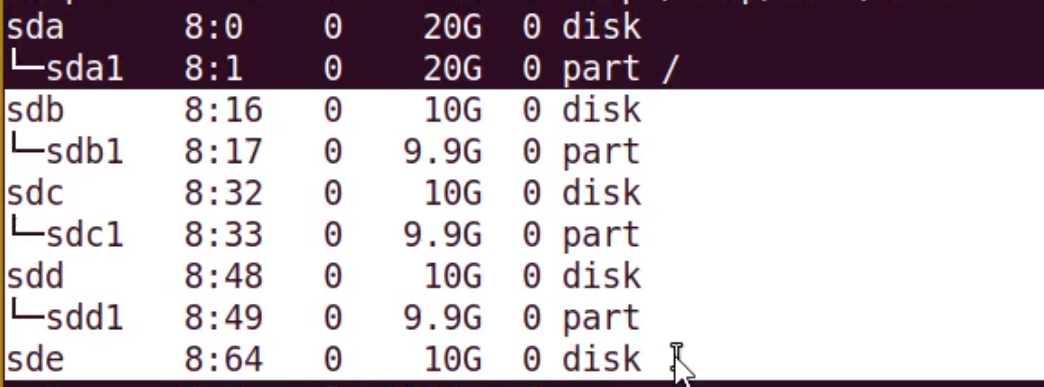 sda 8:0 0 20G 0 disk
└─sda1 8:1 0 20G 0 part /
sdb 8:16 0 10G 0 disk
└─sdb1 8:17 0 9.9G 0 part
sdc 8:32 0 10G 0 disk
└─sdc1 8:33 0 9.9G 0 part
sdd 8:48 0 10G 0 disk
└─sdd1 8:49 0 9.9G 0 part
sde 8:64 0 10G 0 disk